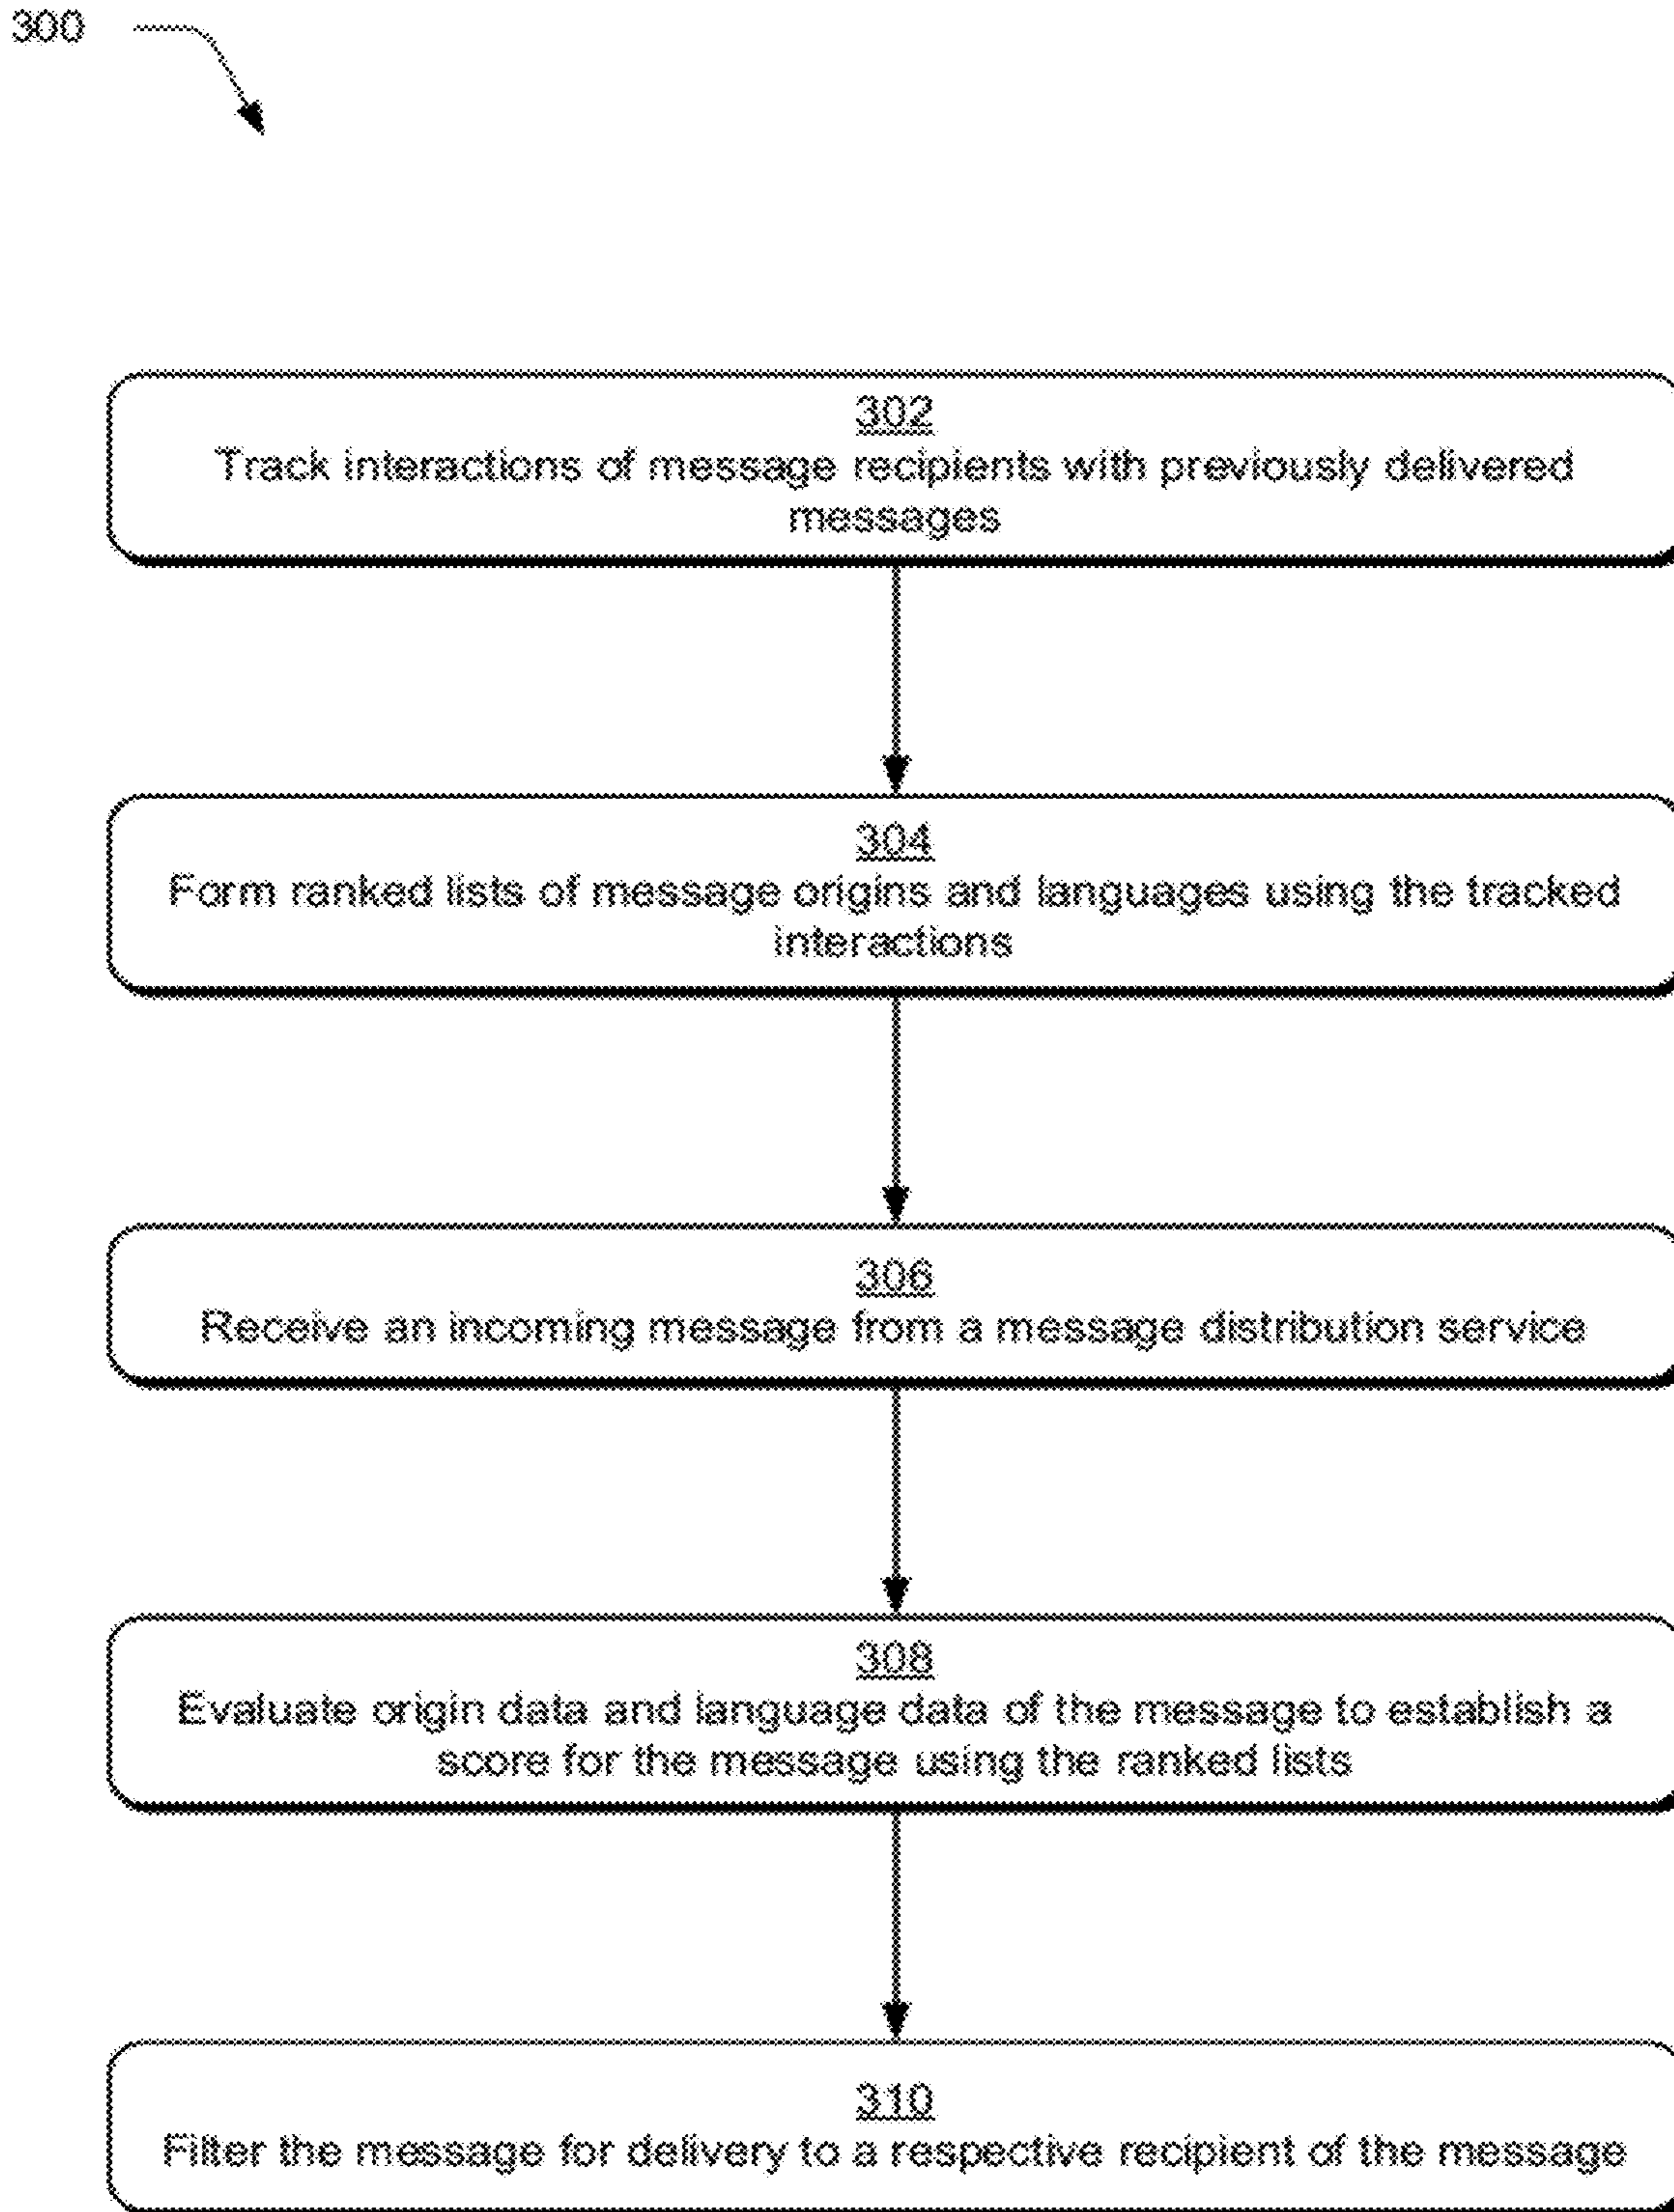 300
302
Track interactions of message recipients with previously delivered
messages
304
Form ranked lists of message origins and languages using the tracked
interactions
306
Receive an incoming message from a message distribution service
308
Evaluate origin data and language data of the message to establish a
score for the message using the ranked lists
310
Filter the message for delivery to a respective recipient of the message